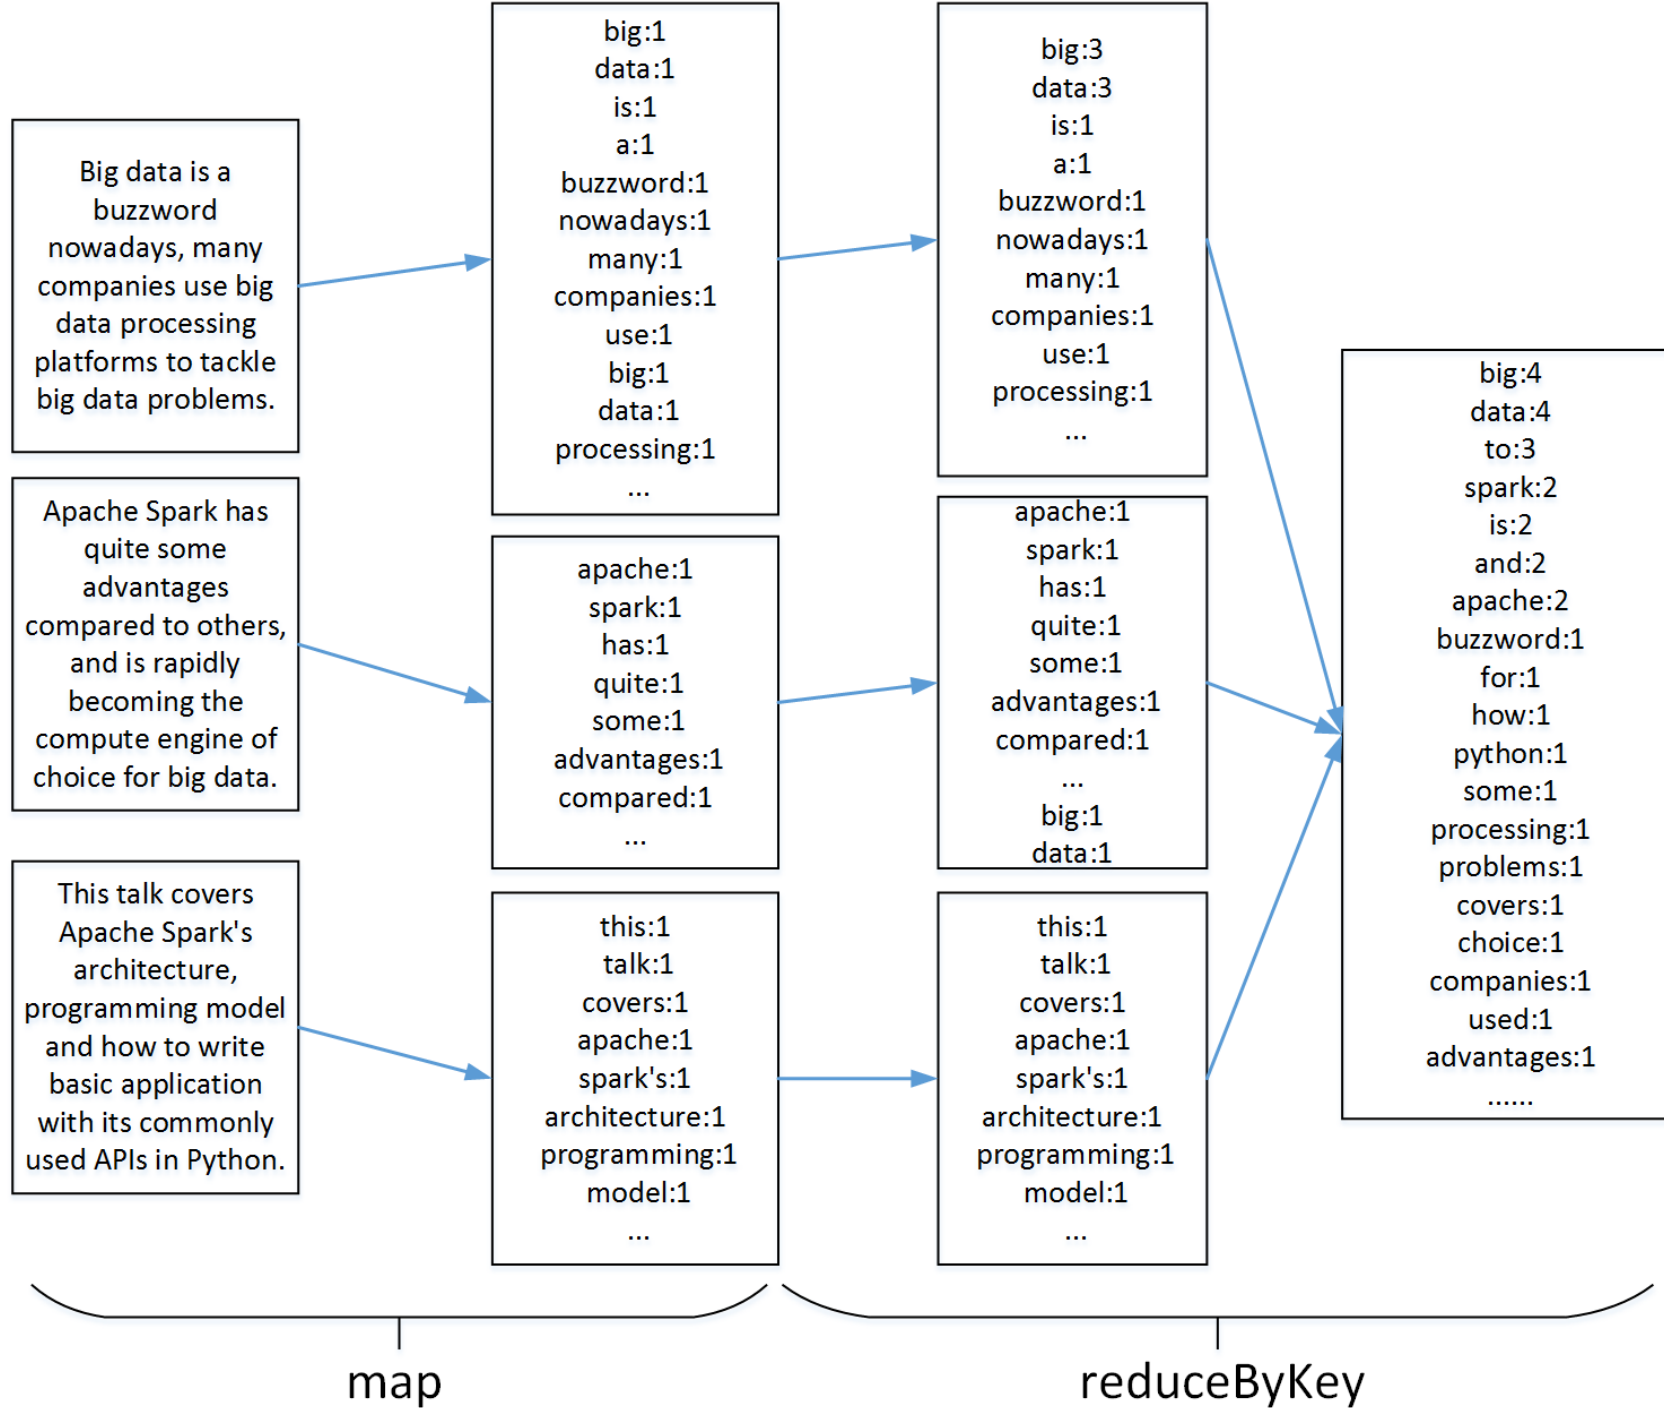 Big data is a
buzzword
nowadays, many
companies use big
data processing
platforms to tackle
big data problems.
Apache Spark has
quite some
advantages
compared to others,
and is rapidly
becoming the
compute engine of
choice for big data.
This talk covers
Apache Spark's
architecture,
programming model
and how to write
basic application
with its commonly
used APIs in Python.
big:1
data:1
is:1
a:1
buzzword:1
nowadays:1
many:1
companies:1
use:1
big:1
data:1
processing:1
...
apache:1
spark:1
has:1
quite:1
some:1
advantages:1
compared:1
...
this:1
talk:1
covers:1
apache:1
spark's:1
architecture:1
programming:1
model:1
...
big:3
data:3
is:1
a:1
buzzword:1
nowadays:1
many:1
companies:1
use:1
processing:1
...
apache:1
spark:1
has:1
quite:1
some:1
advantages:1
compared:1
...
big:1
data:1
this:1
talk:1
covers:1
apache:1
spark's:1
architecture:1
programming:1
model:1
...
big:4
data:4
to:3
spark:2
is:2
and:2
apache:2
buzzword:1
for:1
how:1
python:1
some:1
processing:1
problems:1
covers:1
choice:1
companies:1
used:1
advantages:1
......
map
reduceByKey